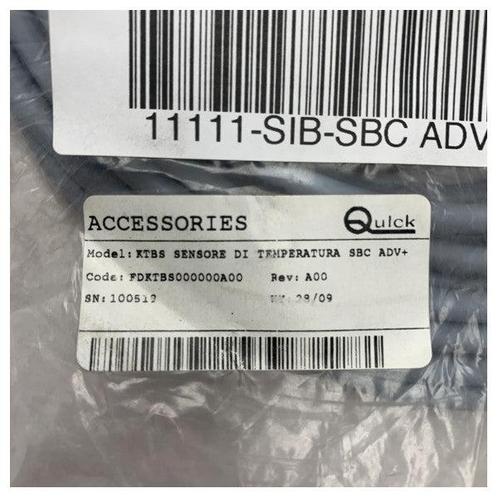 11111-SIB-SBC ADV
ACCESSORIES Quick
Model: KTBS SENSORE DI TEMPERATURA SBC ADV+
Code: FDKTBS000000A00 Rev: A00
SN: 100512 WK: 28/09